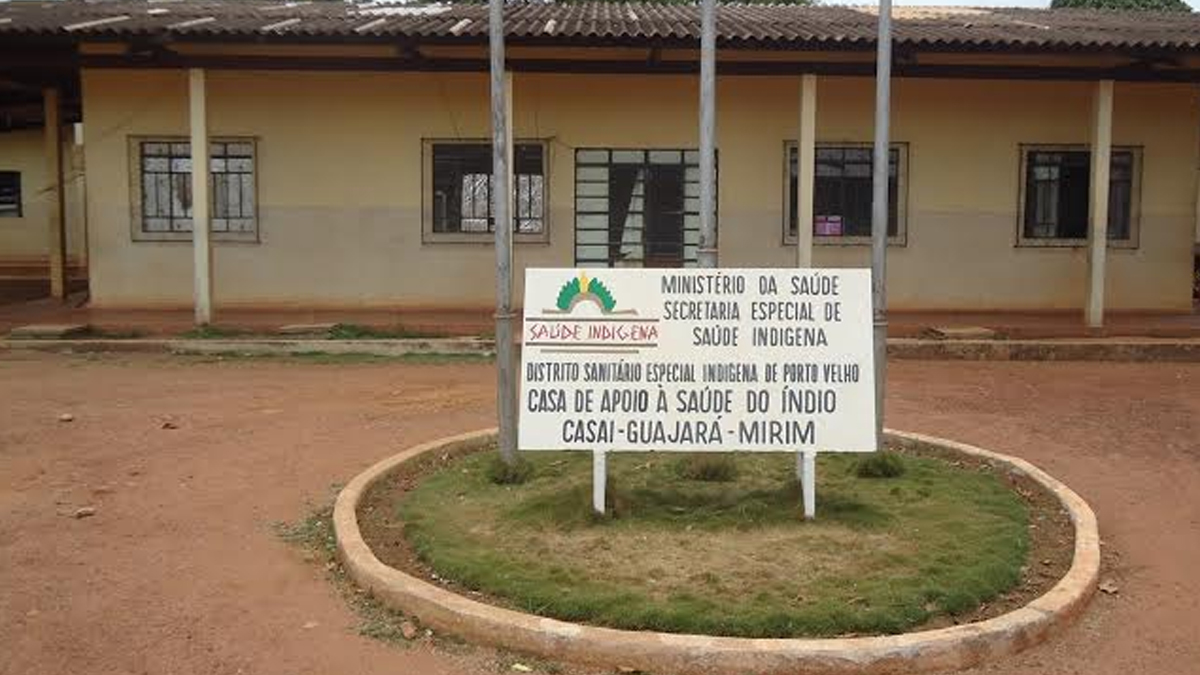 SAÚDE INDIGENA
MINISTÉRIO DA SAÚDE
SECRETARIA ESPECIAL DE
SAÚDE INDIGENA
DISTRITO SANITÁRIO ESPECIAL INDIGENA DE PORTO VELHO
CASA DE APOIO À SAÚDE DO ÍNDIO
CASAI-GUAJARÁ-MIRIM